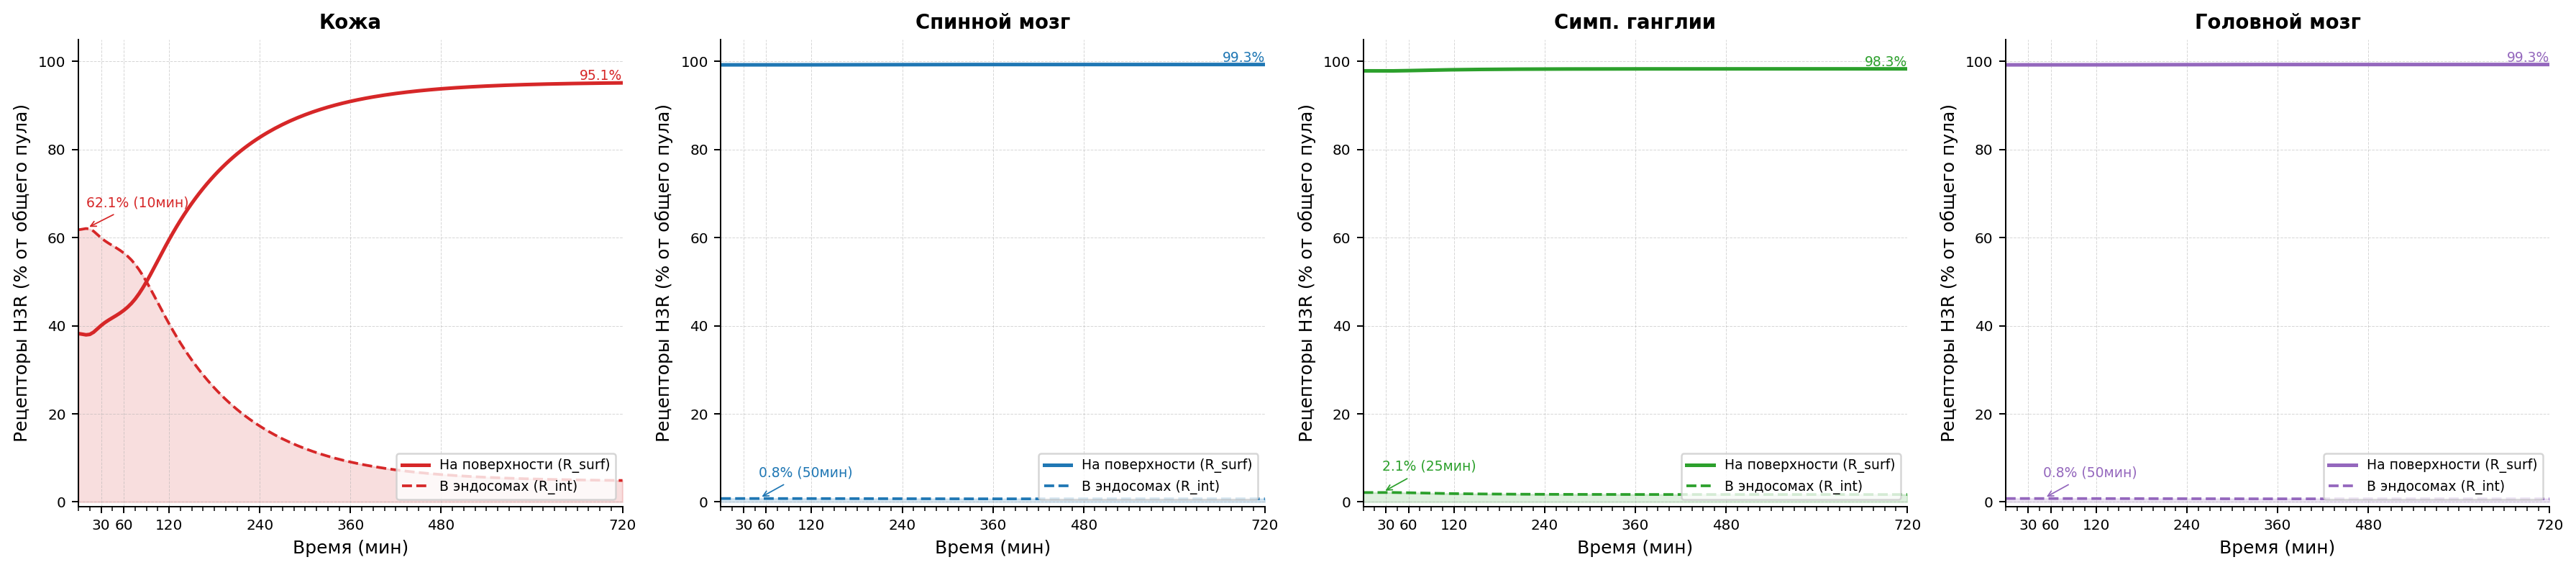 Кожа
Рецепторы H3R (% от общего пула)
100
80
60
40
20
0
95.1%
62.1% (10мин)
На поверхности (R_surf)
В эндосомах (R_int)
30 60 120 240 360 480 720
Время (мин)
Спинной мозг
Рецепторы H3R (% от общего пула)
100
80
60
40
20
0
99.3%
0.8% (50мин)
На поверхности (R_surf)
В эндосомах (R_int)
30 60 120 240 360 480 720
Время (мин)
Симп. ганглии
Рецепторы H3R (% от общего пула)
100
80
60
40
20
0
98.3%
2.1% (25мин)
На поверхности (R_surf)
В эндосомах (R_int)
30 60 120 240 360 480 720
Время (мин)
Головной мозг
Рецепторы H3R (% от общего пула)
100
80
60
40
20
0
99.3%
0.8% (50мин)
На поверхности (R_surf)
В эндосомах (R_int)
30 60 120 240 360 480 720
Время (мин)